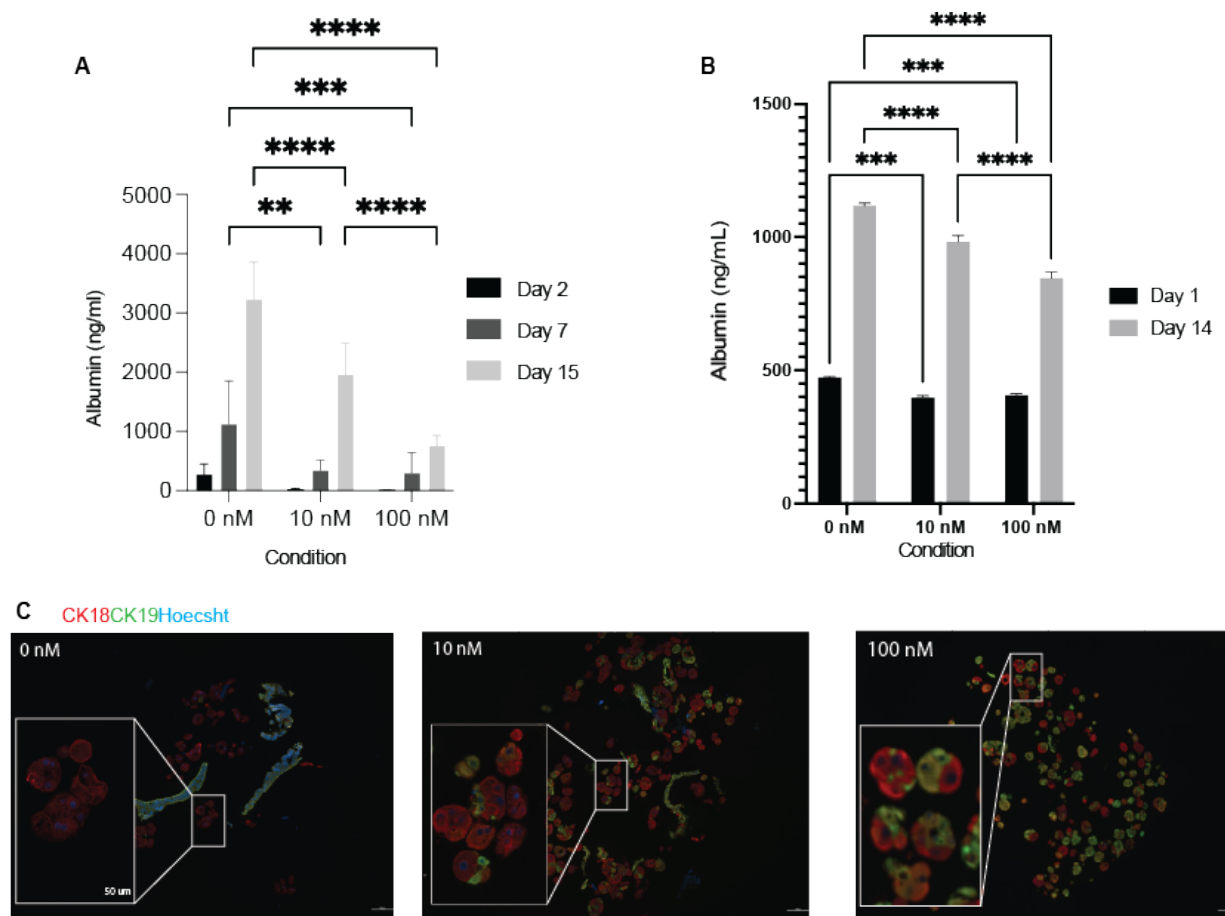 A
****
***
****
** ****
5000
4000
3000
2000
1000
0
Albumin (ng/ml)
0 nM 10 nM 100 nM
Condition
Day 2
Day 7
Day 15
B
****
***
****
*** ****
1500
1000
500
0
Albumin (ng/mL)
0 nM 10 nM 100 nM
Condition
Day 1
Day 14
C CK18CK19Hoecsht
0 nM
50 um
10 nM
100 nM